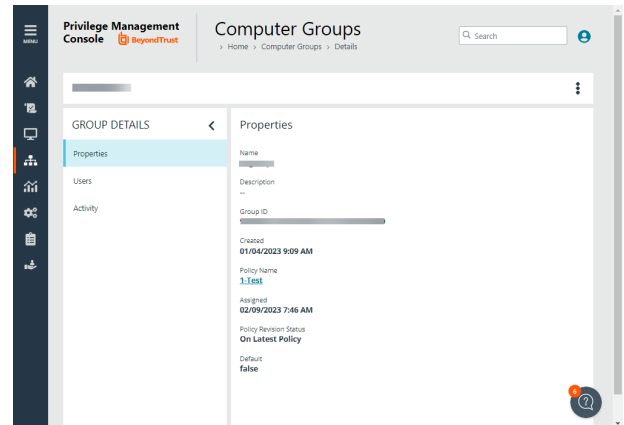 MENU
Privilege Management
Console BeyondTrust
Computer Groups
› Home › Computer Groups › Details
Search
GROUP DETAILS
Properties
Users
Activity
Properties
Name
Description
--
Group ID
Created
01/04/2023 9:09 AM
Policy Name
1-Test
Assigned
02/09/2023 7:46 AM
Policy Revision Status
On Latest Policy
Default
false
6